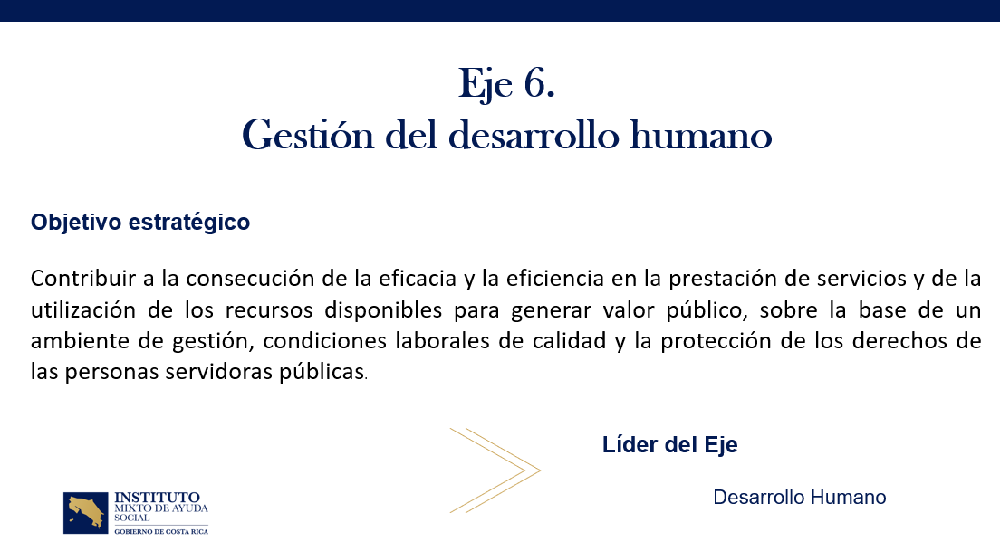 Eje 6.
Gestión del desarrollo humano
Objetivo estratégico
Contribuir a la consecución de la eficacia y la eficiencia en la prestación de servicios y de la
utilización de los recursos disponibles para generar valor público, sobre la base de un
ambiente de gestión, condiciones laborales de calidad y la protección de los derechos de
las personas servidoras públicas.
Líder del Eje
Desarrollo Humano
INSTITUTO
MIXTO DE AYUDA
SOCIAL
GOBIERNO DE COSTA RICA